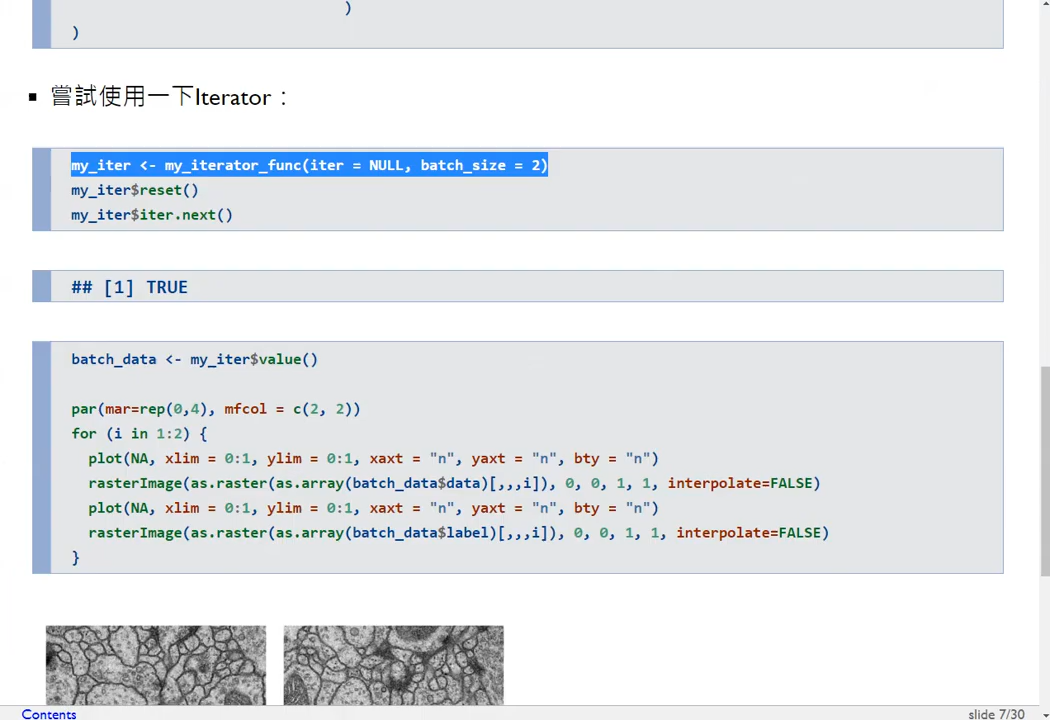 )
)
▪ 嘗試使用一下Iterator：
my_iter <- my_iterator_func(iter = NULL, batch_size = 2)
my_iter$reset()
my_iter$iter.next()
## [1] TRUE
batch_data <- my_iter$value()
par(mar=rep(0,4), mfcol = c(2, 2))
for (i in 1:2) {
  plot(NA, xlim = 0:1, ylim = 0:1, xaxt = "n", yaxt = "n", bty = "n")
  rasterImage(as.raster(as.array(batch_data$data)[,,,i]), 0, 0, 1, 1, interpolate=FALSE)
  plot(NA, xlim = 0:1, ylim = 0:1, xaxt = "n", yaxt = "n", bty = "n")
  rasterImage(as.raster(as.array(batch_data$label)[,,,i]), 0, 0, 1, 1, interpolate=FALSE)
}
Contents
slide 7/30